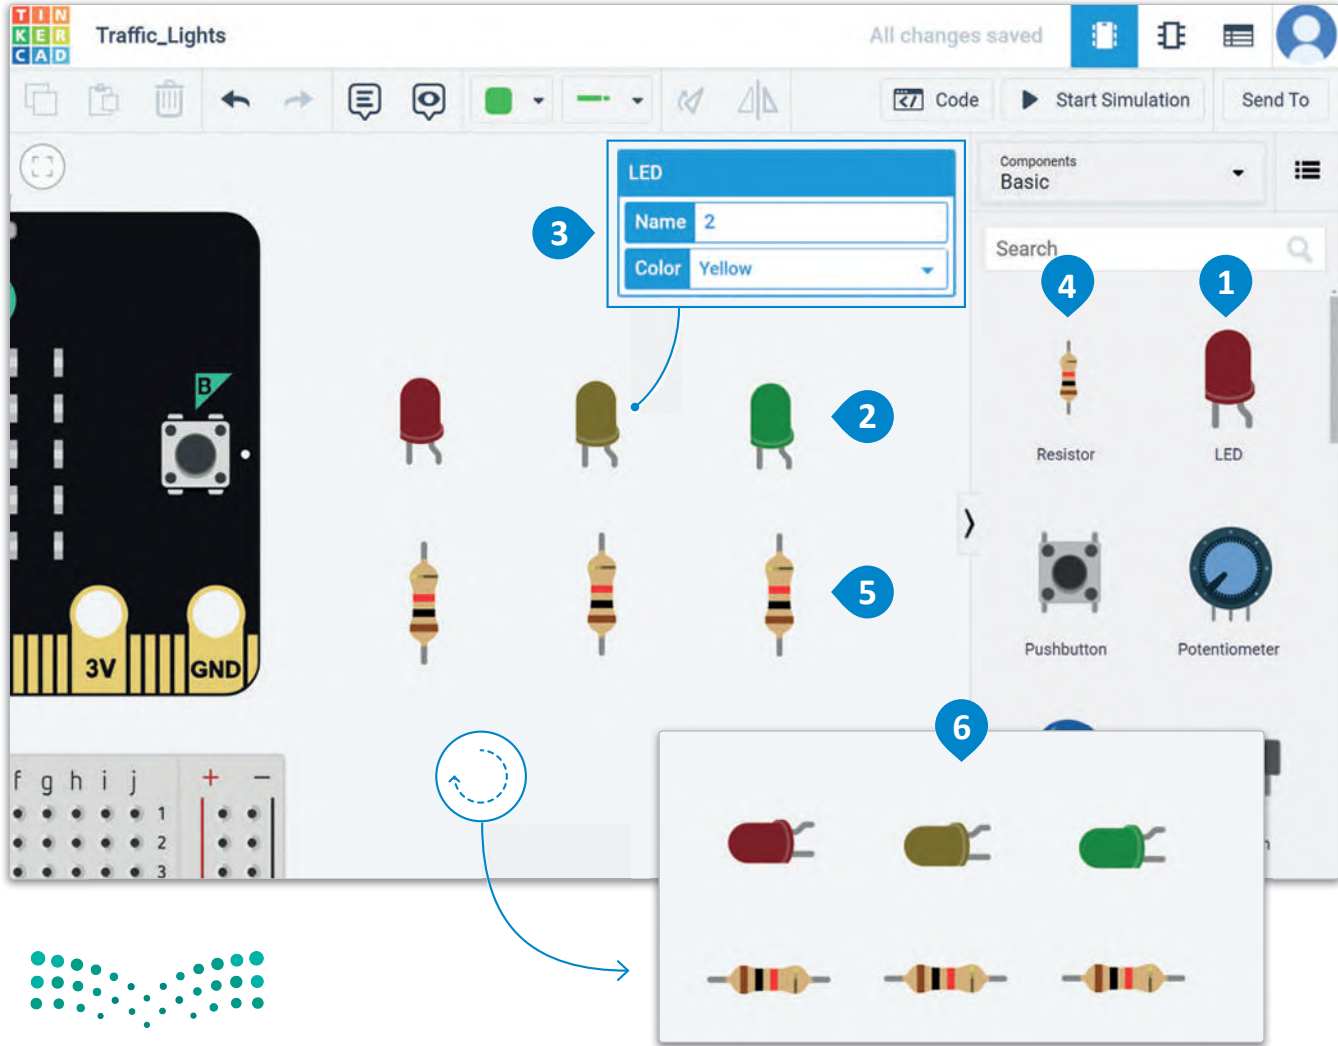 TIN
KER
CAD
Traffic_Lights
All changes saved
Code
Start Simulation
Send To
LED
Name 2
Color Yellow
3
Components
Basic
Search
4
1
Resistor
LED
B
2
5
Pushbutton
Potentiometer
3V
GND
6
f g h i j + −
1
2
3
n